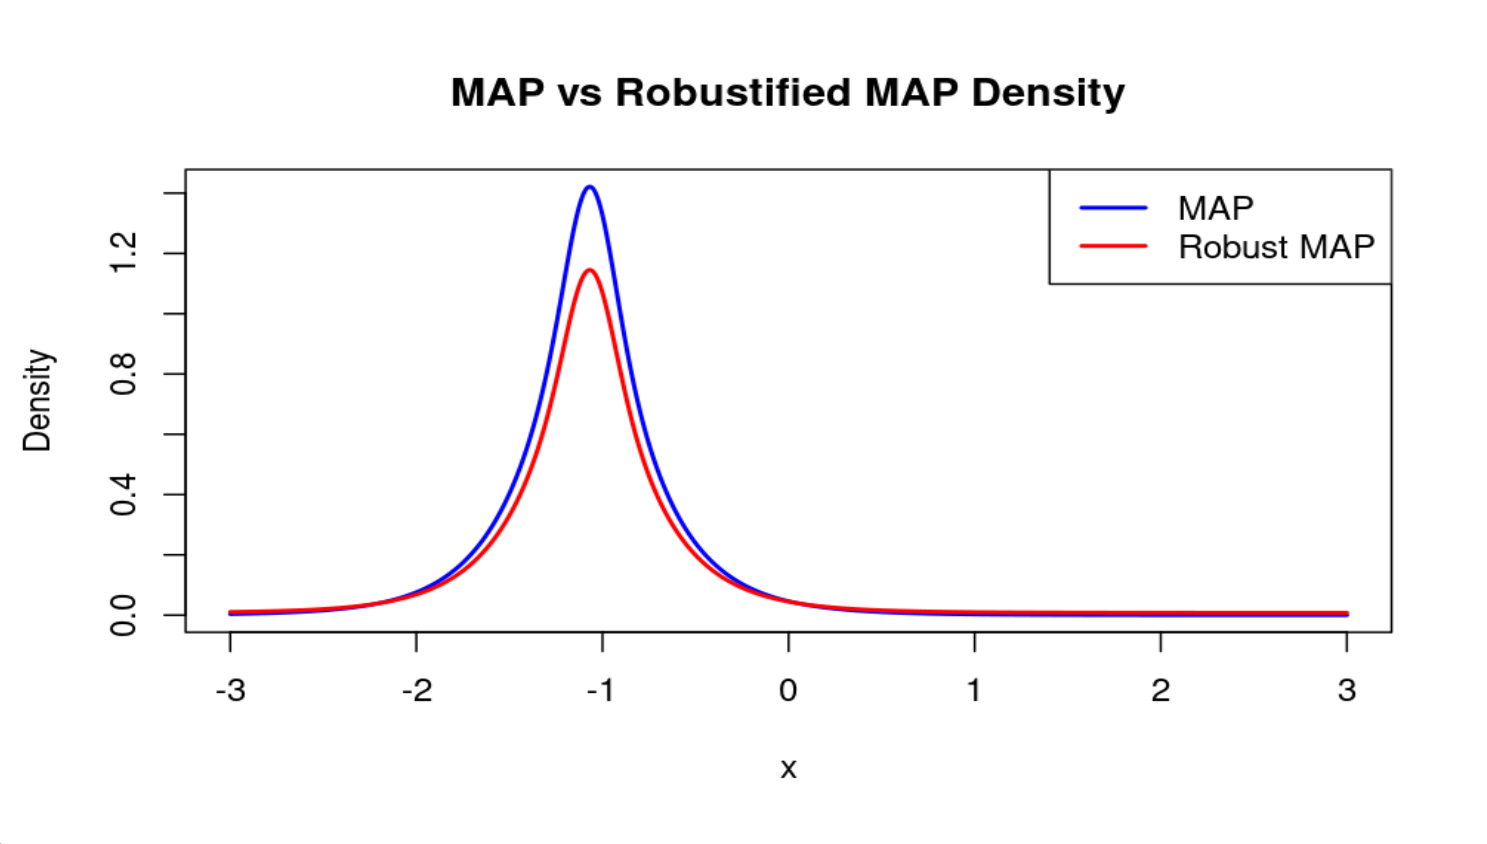 MAP vs Robustified MAP Density
MAP
Robust MAP
Density
0.0 0.4 0.8 1.2
-3 -2 -1 0 1 2 3
x